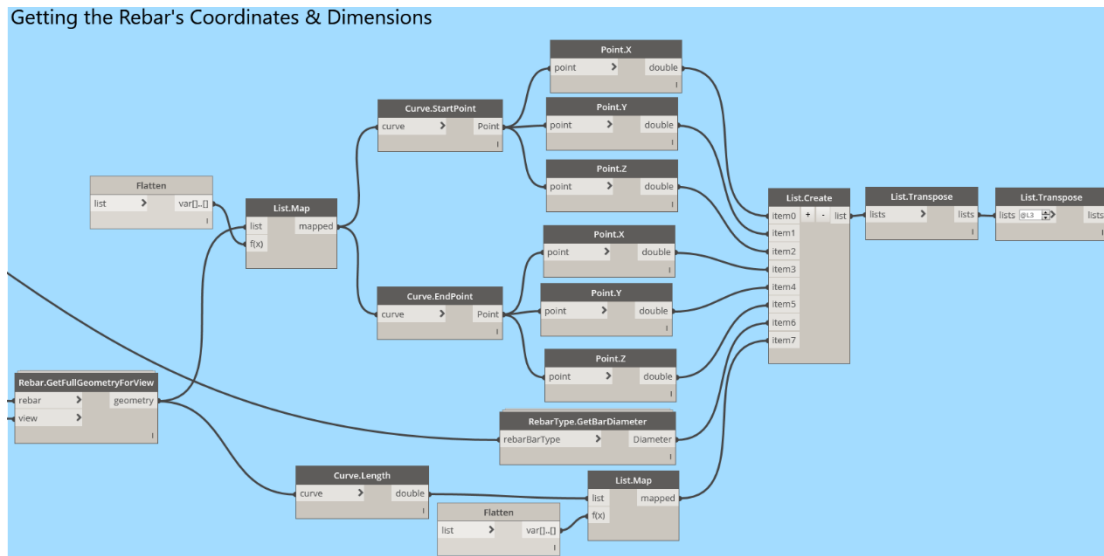 Getting the Rebar's Coordinates & Dimensions
Point.X
point > double
l
Curve.StartPoint
curve > Point
l
Point.Y
point > double
l
Point.Z
point > double
l
Flatten
list > var[]..[]
l
List.Map
list mapped
f(x)
l
List.Create
item0 + - list
item1
item2
item3
item4
item5
item6
item7
l
List.Transpose
lists > lists
l
List.Transpose
lists @L3 > lists
l
Point.X
point > double
l
Curve.EndPoint
curve > Point
l
Point.Y
point > double
l
Point.Z
point > double
l
Rebar.GetFullGeometryForView
rebar > geometry
view >
l
RebarType.GetBarDiameter
rebarBarType > Diameter
l
Curve.Length
curve > double
l
List.Map
list mapped
f(x)
l
Flatten
list > var[]..[]
l